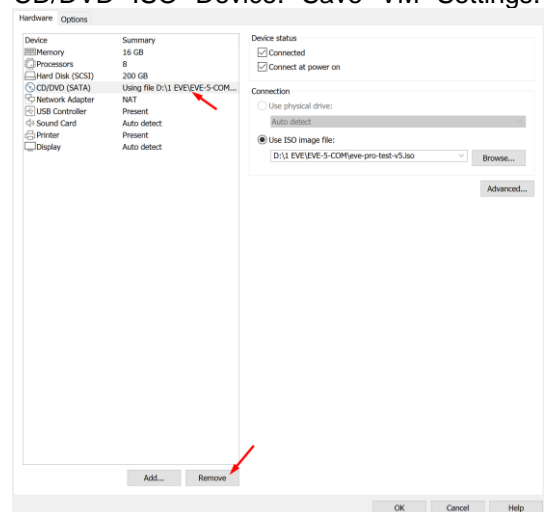 CD/DVD ISO Device. Save VM Settings.
Hardware Options
Device Summary
Memory 16 GB
Processors 8
Hard Disk (SCSI) 200 GB
CD/DVD (SATA) Using file D:\1 EVE\EVE-5-COM...
Network Adapter NAT
USB Controller Present
Sound Card Auto detect
Printer Present
Display Auto detect
Add... Remove
Device status
Connected
Connect at power on
Connection
Use physical drive:
Auto detect
Use ISO image file:
D:\1 EVE\EVE-5-COM\eve-pro-test-v5.iso Browse...
Advanced...
OK Cancel Help